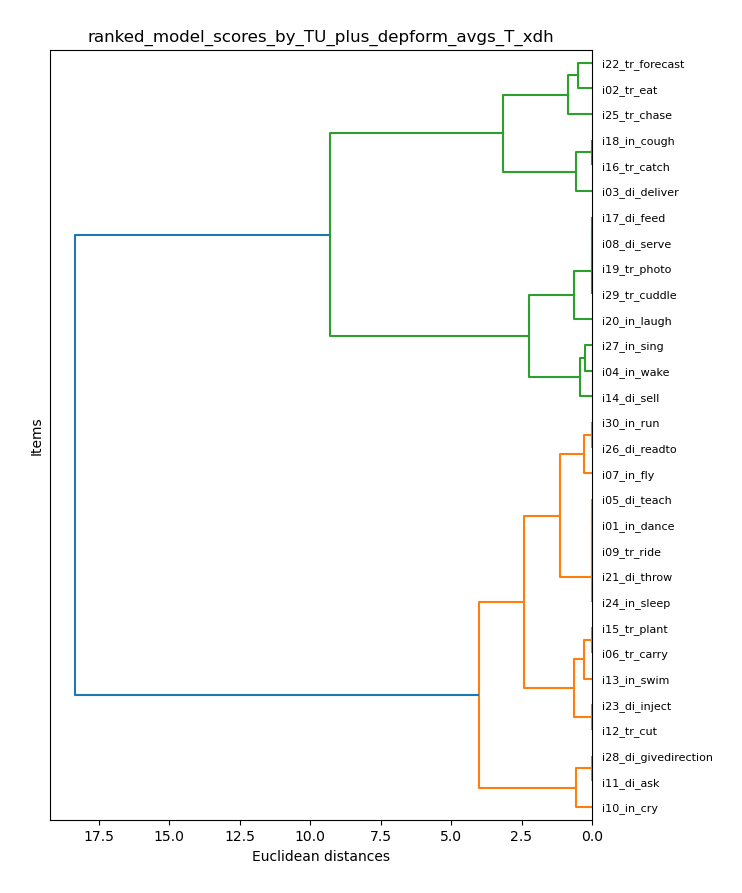 ranked_model_scores_by_TU_plus_depform_avgs_T_xdh
i22_tr_forecast
i02_tr_eat
i25_tr_chase
i18_in_cough
i16_tr_catch
i03_di_deliver
i17_di_feed
i08_di_serve
i19_tr_photo
i29_tr_cuddle
i20_in_laugh
i27_in_sing
i04_in_wake
i14_di_sell
i30_in_run
i26_di_readto
i07_in_fly
i05_di_teach
i01_in_dance
i09_tr_ride
i21_di_throw
i24_in_sleep
i15_tr_plant
i06_tr_carry
i13_in_swim
i23_di_inject
i12_tr_cut
i28_di_givedirection
i11_di_ask
i10_in_cry
Items
17.5 15.0 12.5 10.0 7.5 5.0 2.5 0.0
Euclidean distances